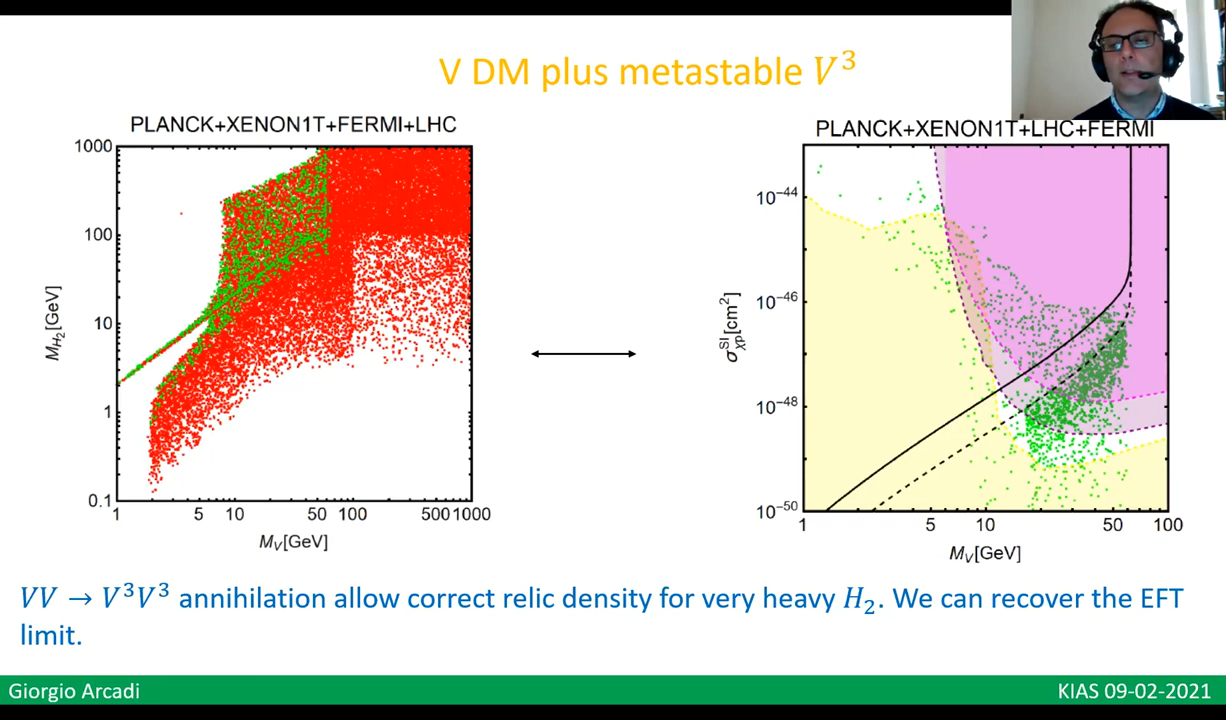 V DM plus metastable V³
PLANCK+XENON1T+FERMI+LHC
1000
100
10
1
0.1
M_{H₂}[GeV]
1 5 10 50 100 500 1000
M_V[GeV]
PLANCK+XENON1T+LHC+FERMI
10⁻⁴⁴
10⁻⁴⁶
10⁻⁴⁸
10⁻⁵⁰
σ^{SI}_{χp}[cm²]
1 5 10 50 100
M_V[GeV]
VV → V³V³ annihilation allow correct relic density for very heavy H₂. We can recover the EFT
limit.
Giorgio Arcadi
KIAS 09-02-2021